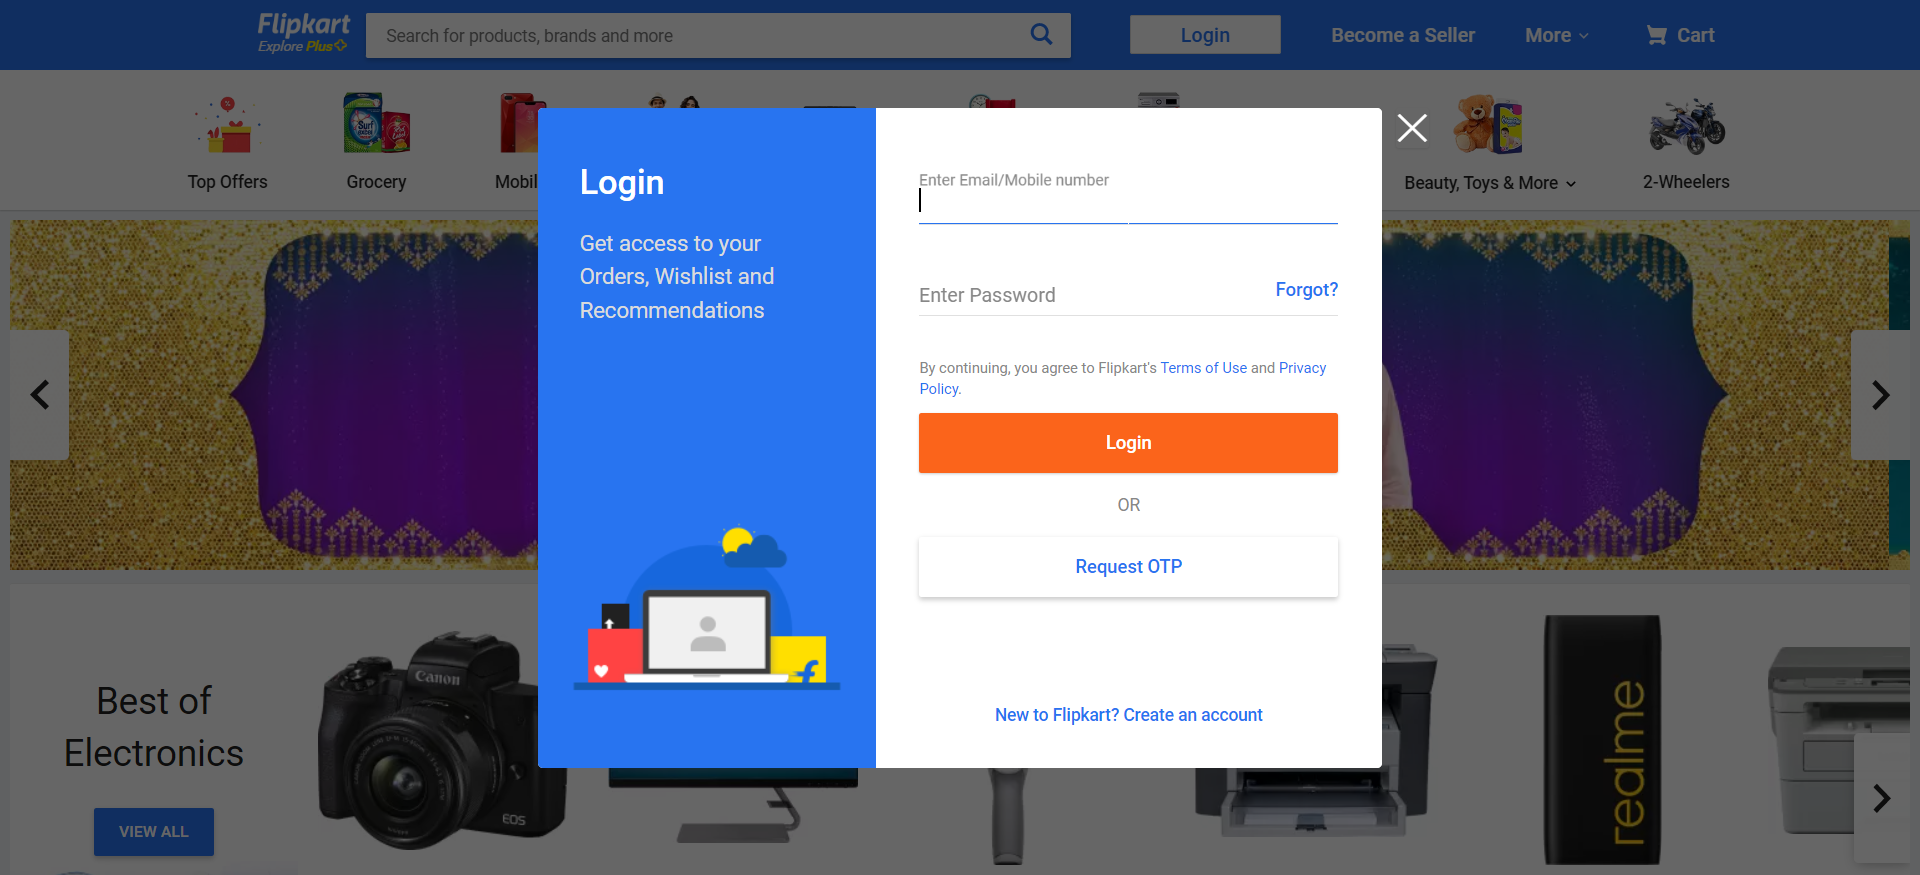 Flipkart
Explore Plus
Search for products, brands and more
Login
Become a Seller
More
Cart
Top Offers
Grocery
Mobil
Beauty, Toys & More
2-Wheelers
Surf
excel
Login
Get access to your
Orders, Wishlist and
Recommendations
Enter Email/Mobile number
Enter Password
Forgot?
By continuing, you agree to Flipkart's Terms of Use and Privacy
Policy.
Login
OR
Request OTP
New to Flipkart? Create an account
Best of
Electronics
VIEW ALL
Canon
EOS
realme